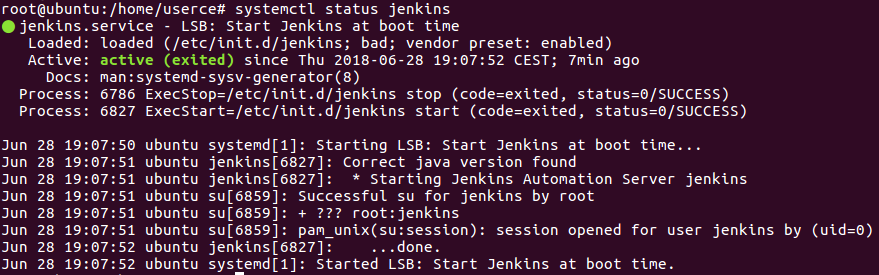 root@ubuntu:/home/userce# systemctl status jenkins
● jenkins.service - LSB: Start Jenkins at boot time
   Loaded: loaded (/etc/init.d/jenkins; bad; vendor preset: enabled)
   Active: active (exited) since Thu 2018-06-28 19:07:52 CEST; 7min ago
     Docs: man:systemd-sysv-generator(8)
  Process: 6786 ExecStop=/etc/init.d/jenkins stop (code=exited, status=0/SUCCESS)
  Process: 6827 ExecStart=/etc/init.d/jenkins start (code=exited, status=0/SUCCESS)

Jun 28 19:07:50 ubuntu systemd[1]: Starting LSB: Start Jenkins at boot time...
Jun 28 19:07:51 ubuntu jenkins[6827]: Correct java version found
Jun 28 19:07:51 ubuntu jenkins[6827]:  * Starting Jenkins Automation Server jenkins
Jun 28 19:07:51 ubuntu su[6859]: Successful su for jenkins by root
Jun 28 19:07:51 ubuntu su[6859]: + ??? root:jenkins
Jun 28 19:07:51 ubuntu su[6859]: pam_unix(su:session): session opened for user jenkins by (uid=0)
Jun 28 19:07:52 ubuntu jenkins[6827]:    ...done.
Jun 28 19:07:52 ubuntu systemd[1]: Started LSB: Start Jenkins at boot time.